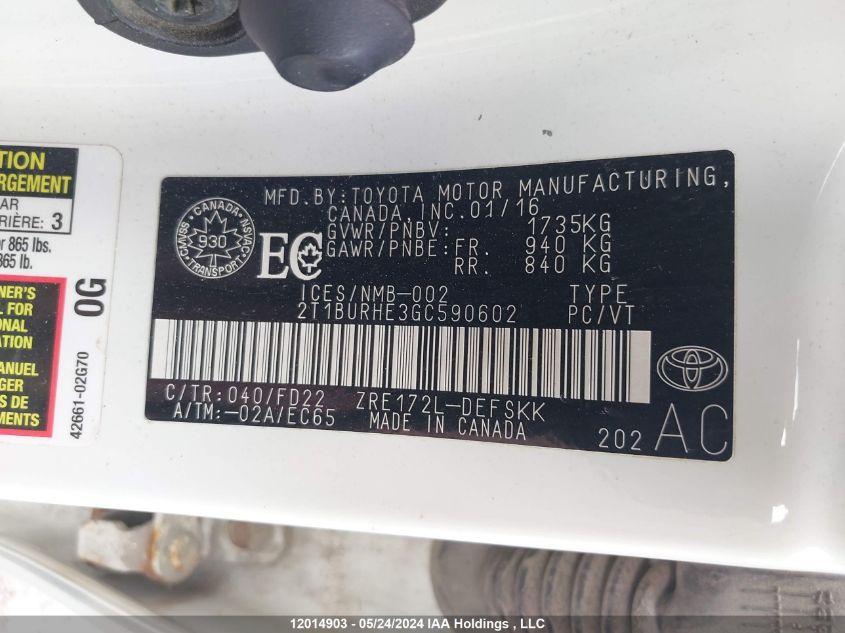 TION
RGEMENT
AR
RIÈRE: 3
r 865 lbs.
865 lb.
NER'S
L FOR
ONAL
ATION
ANUEL
GER
MENTS
0G
42661-02G70
CANADA
CMVSS
NSVAC
930
TRANSPORT
EC
MFD.BY:TOYOTA MOTOR MANUFACTURING,
CANADA,INC.01/16
GVWR/PNBV: 1735KG
GAWR/PNBE:FR. 940 KG
RR. 840 KG
ICES/NMB-002 TYPE
2T1BURHE3GC590602 PC/VT
C/TR:040/FD22 ZRE172L-DEFSKK
A/TM:-02A/EC65 MADE IN CANADA
202 AC
12014903 - 05/24/2024 IAA Holdings , LLC